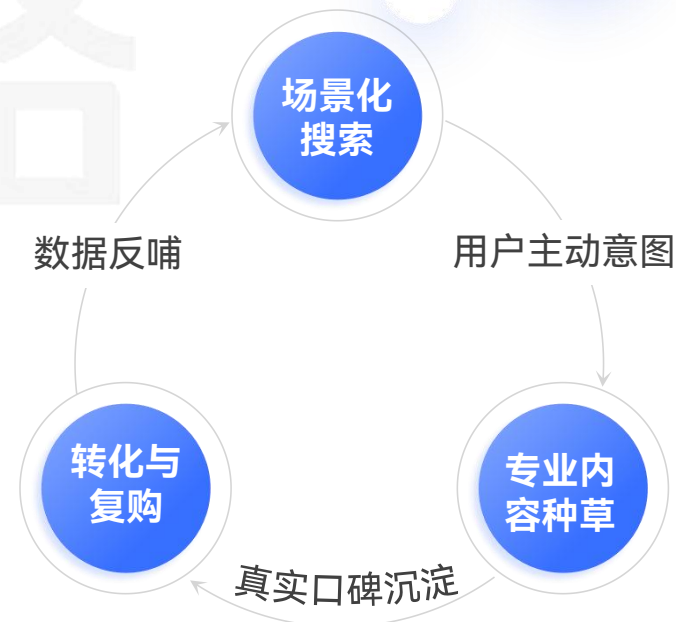 场景化
搜索
数据反哺
用户主动意图
转化与
复购
专业内
容种草
真实口碑沉淀